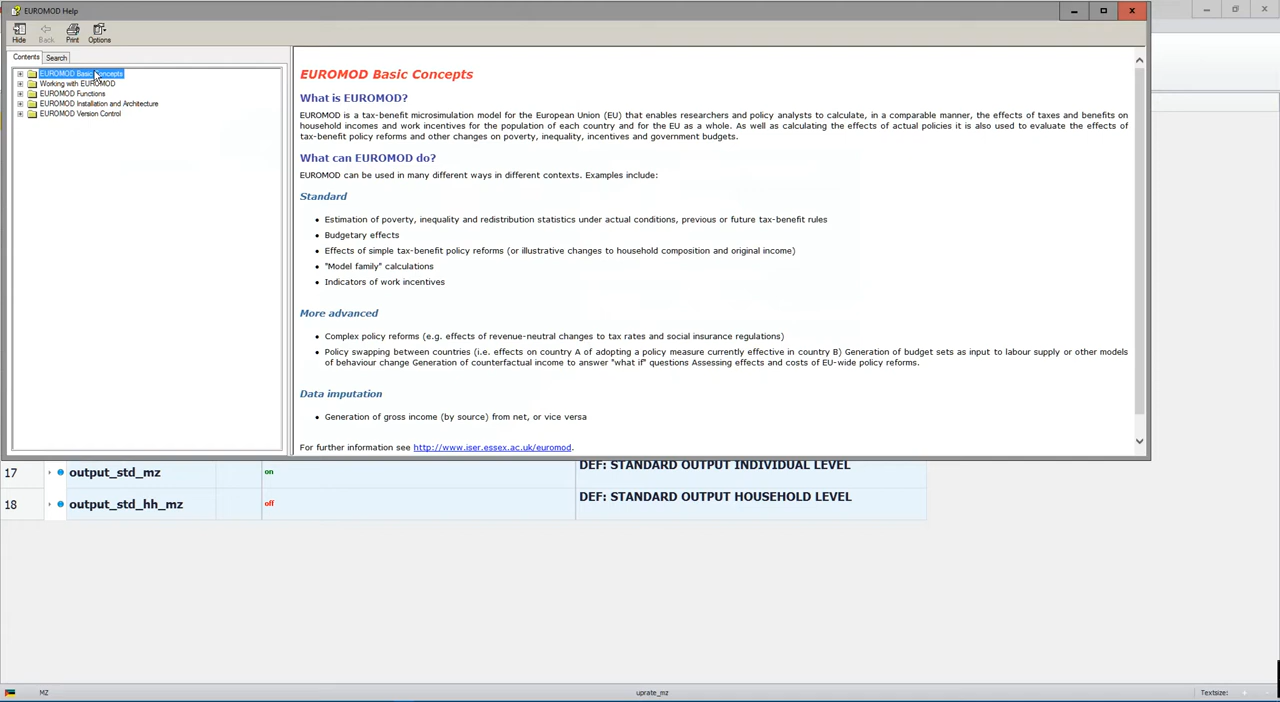 EUROMOD Help
Hide Back Print Options
Contents Search
EUROMOD Basic Concepts
Working with EUROMOD
EUROMOD Functions
EUROMOD Installation and Architecture
EUROMOD Version Control
EUROMOD Basic Concepts
What is EUROMOD?
EUROMOD is a tax-benefit microsimulation model for the European Union (EU) that enables researchers and policy analysts to calculate, in a comparable manner, the effects of taxes and benefits on
household incomes and work incentives for the population of each country and for the EU as a whole. As well as calculating the effects of actual policies it is also used to evaluate the effects of
tax-benefit policy reforms and other changes on poverty, inequality, incentives and government budgets.
What can EUROMOD do?
EUROMOD can be used in many different ways in different contexts. Examples include:
Standard
• Estimation of poverty, inequality and redistribution statistics under actual conditions, previous or future tax-benefit rules
• Budgetary effects
• Effects of simple tax-benefit policy reforms (or illustrative changes to household composition and original income)
• "Model family" calculations
• Indicators of work incentives
More advanced
• Complex policy reforms (e.g. effects of revenue-neutral changes to tax rates and social insurance regulations)
• Policy swapping between countries (i.e. effects on country A of adopting a policy measure currently effective in country B) Generation of budget sets as input to labour supply or other models
of behaviour change Generation of counterfactual income to answer "what if" questions Assessing effects and costs of EU-wide policy reforms.
Data imputation
• Generation of gross income (by source) from net, or vice versa
For further information see http://www.iser.essex.ac.uk/euromod.
17 output_std_mz on DEF: STANDARD OUTPUT INDIVIDUAL LEVEL
18 output_std_hh_mz off DEF: STANDARD OUTPUT HOUSEHOLD LEVEL
MZ uprate_mz Textsize: